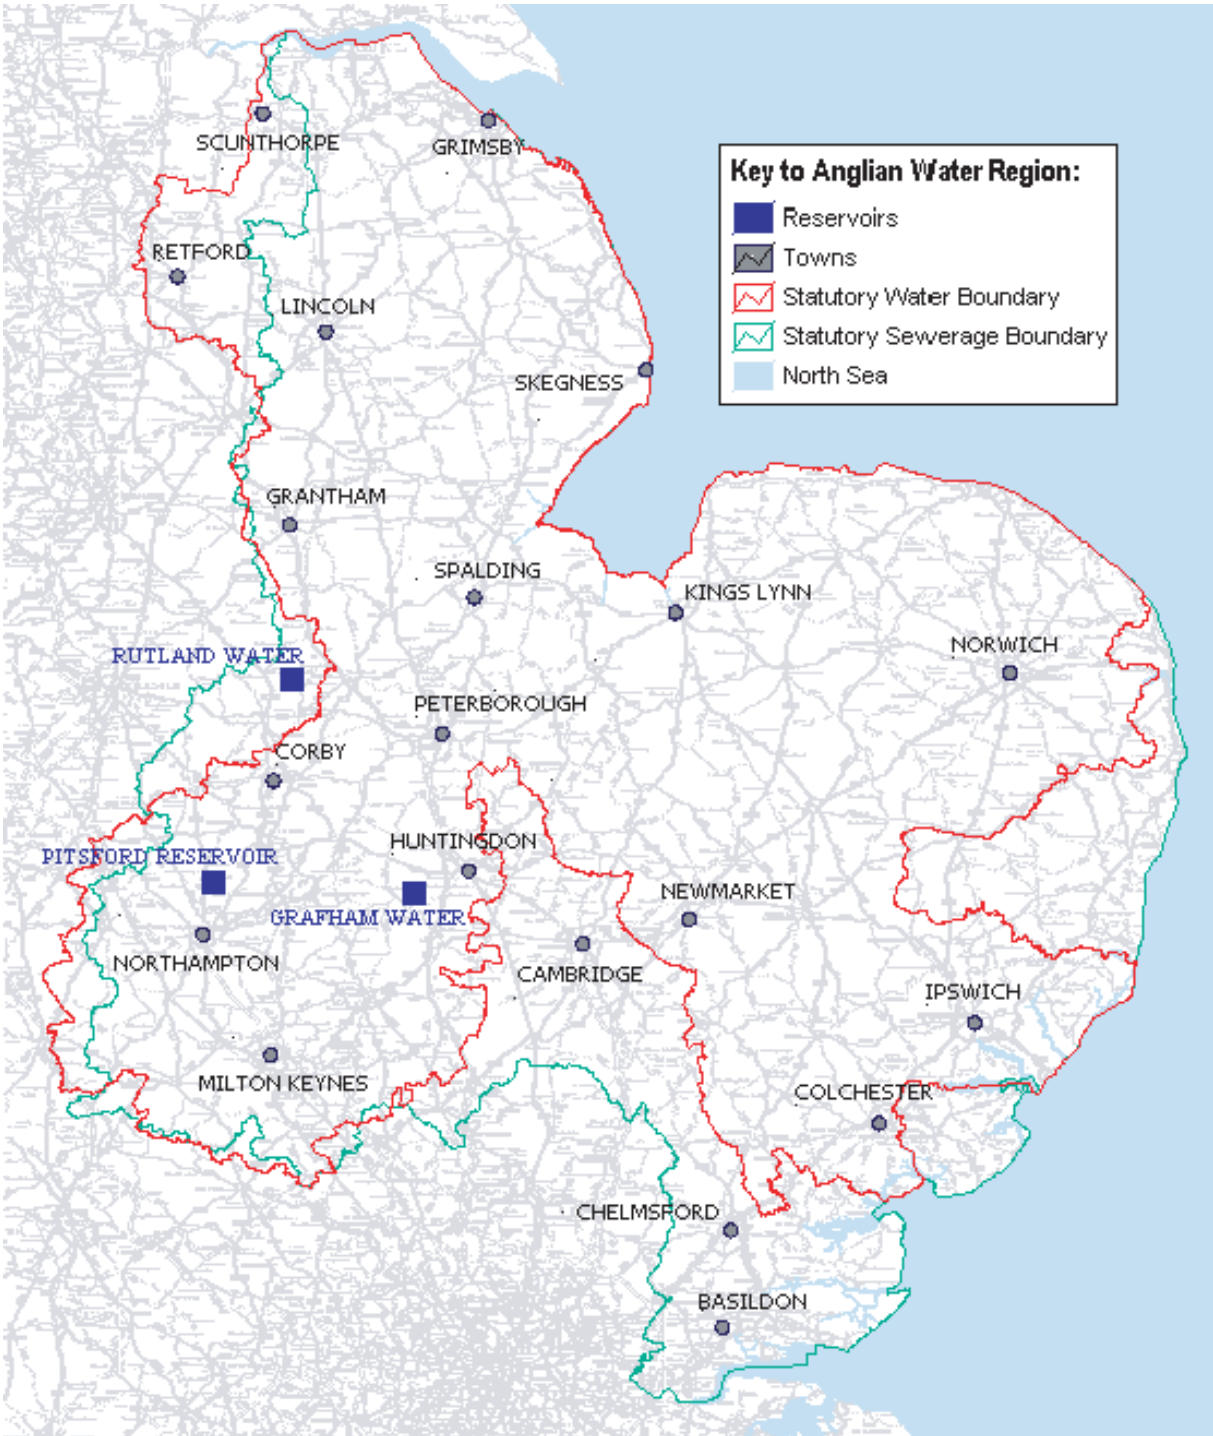 SCUNTHORPE
GRIMSBY
Key to Anglian Water Region:
Reservoirs
Towns
Statutory Water Boundary
Statutory Sewerage Boundary
North Sea
RETFORD
LINCOLN
SKEGNESS
GRANTHAM
SPALDING
KINGS LYNN
NORWICH
RUTLAND WATER
PETERBOROUGH
CORBY
HUNTINGDON
PITSFORD RESERVOIR
NEWMARKET
GRAFHAM WATER
NORTHAMPTON
CAMBRIDGE
IPSWICH
MILTON KEYNES
COLCHESTER
CHELMSFORD
BASILDON